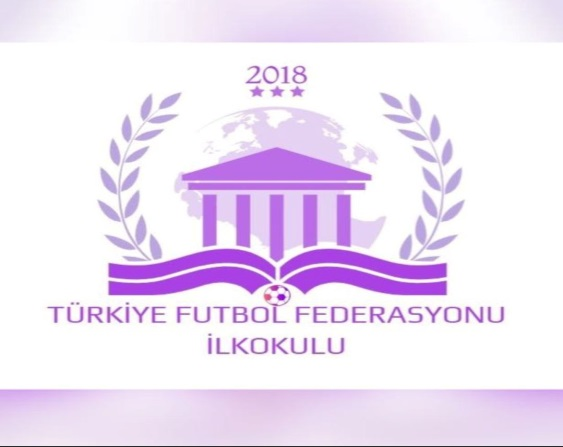 2018
TÜRKİYE FUTBOL FEDERASYONU
İLKOKULU